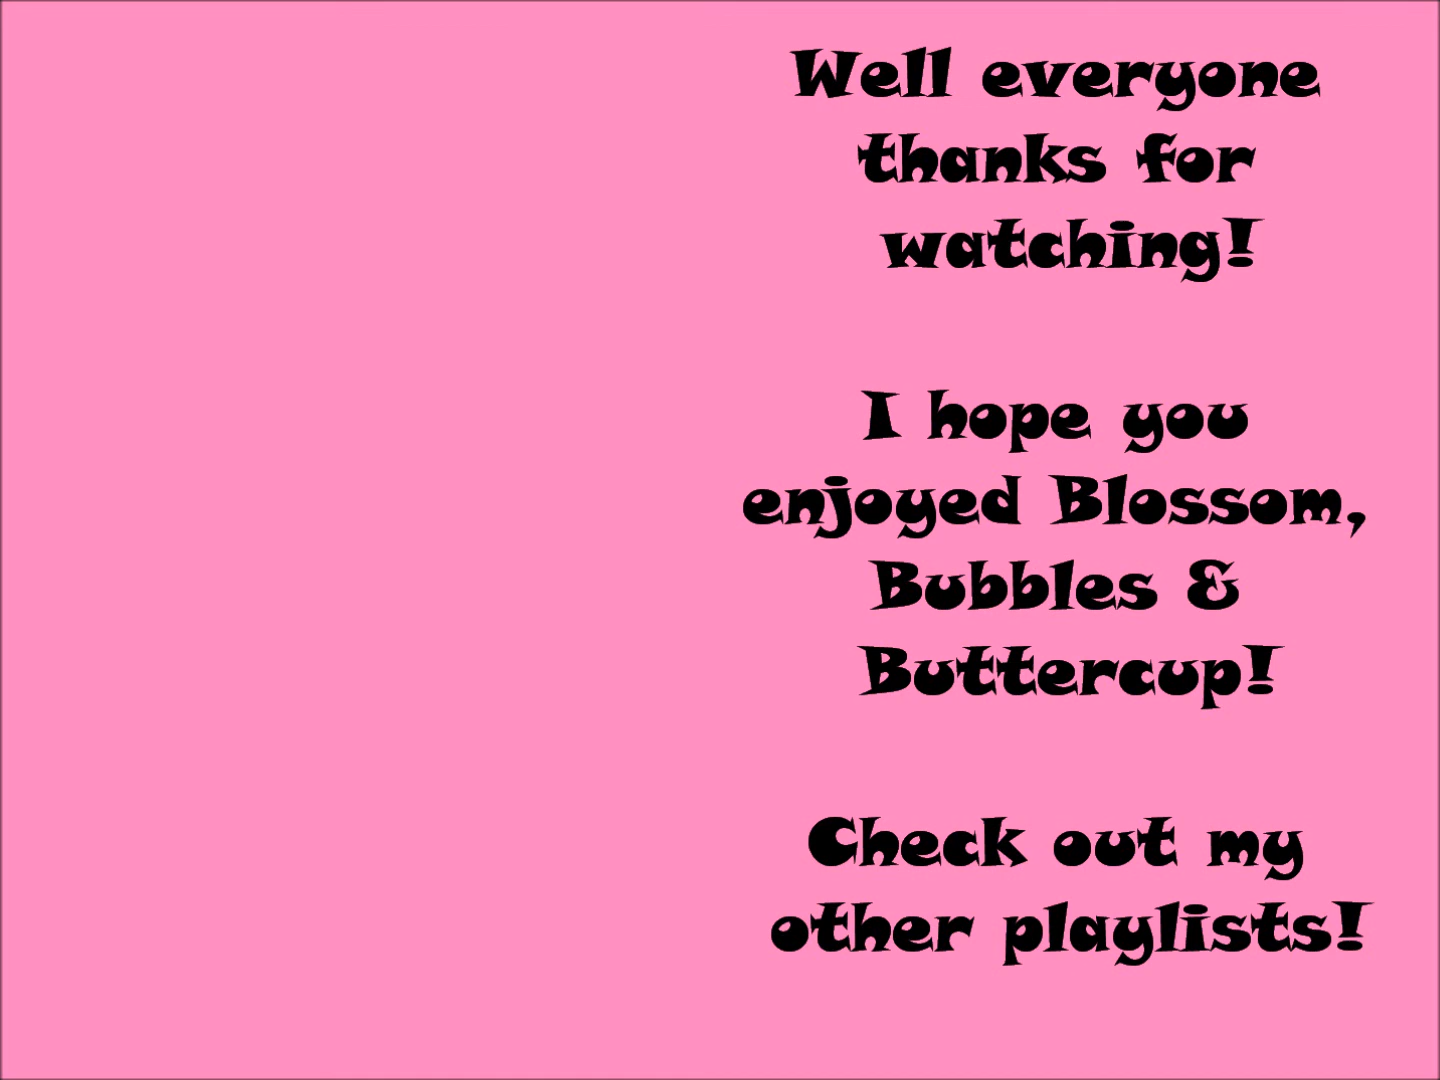 Well everyone
thanks for
watching!
I hope you
enjoyed Blossom,
Bubbles &
Buttercup!
Check out my
other playlists!